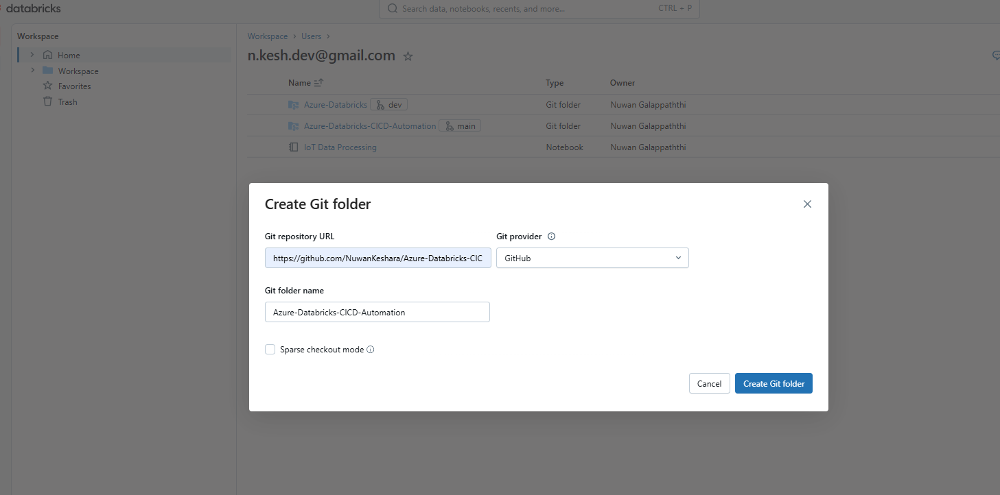 databricks
Search data, notebooks, recents, and more... CTRL + P
Workspace
Home
Workspace
Favorites
Trash
Workspace > Users >
n.kesh.dev@gmail.com
Name Type Owner
Azure-Databricks dev Git folder Nuwan Galappaththi
Azure-Databricks-CICD-Automation main Git folder Nuwan Galappaththi
IoT Data Processing Notebook Nuwan Galappaththi
Create Git folder
Git repository URL Git provider
https://github.com/NuwanKeshara/Azure-Databricks-CIC GitHub
Git folder name
Azure-Databricks-CICD-Automation
Sparse checkout mode
Cancel Create Git folder